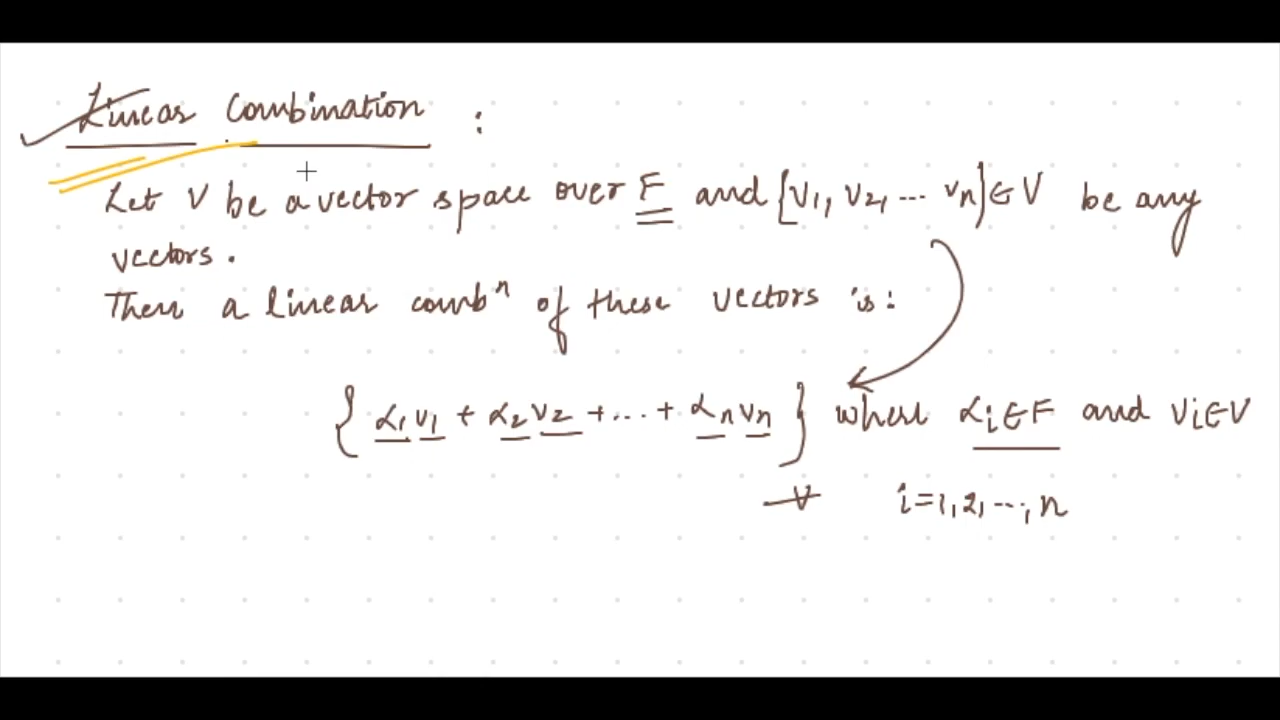 Linear Combination :
Let V be a vector space over F and {v1, v2, ... vn} ∈ V be any
vectors.
Then a linear combⁿ of these vectors is:
{ α1v1 + α2v2 + ... + αnvn } where αi ∈ F and vi ∈ V
∀ i=1,2,...,n